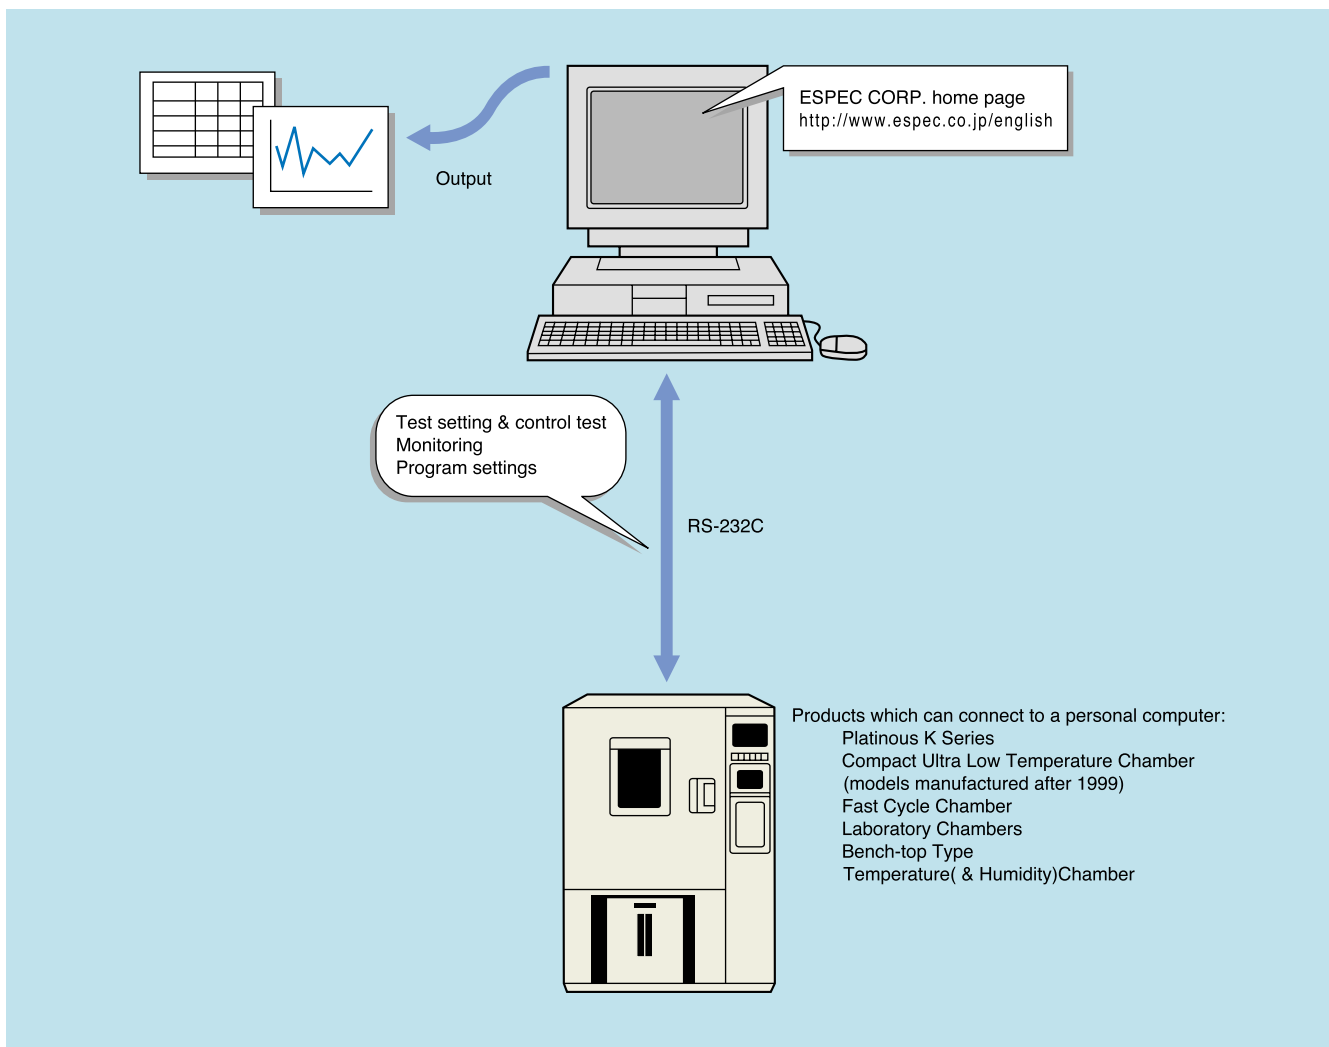 ESPEC CORP. home page
http://www.espec.co.jp/english
Output
Test setting & control test
Monitoring
Program settings
RS-232C
Products which can connect to a personal computer:
Platinous K Series
Compact Ultra Low Temperature Chamber
(models manufactured after 1999)
Fast Cycle Chamber
Laboratory Chambers
Bench-top Type
Temperature( & Humidity)Chamber